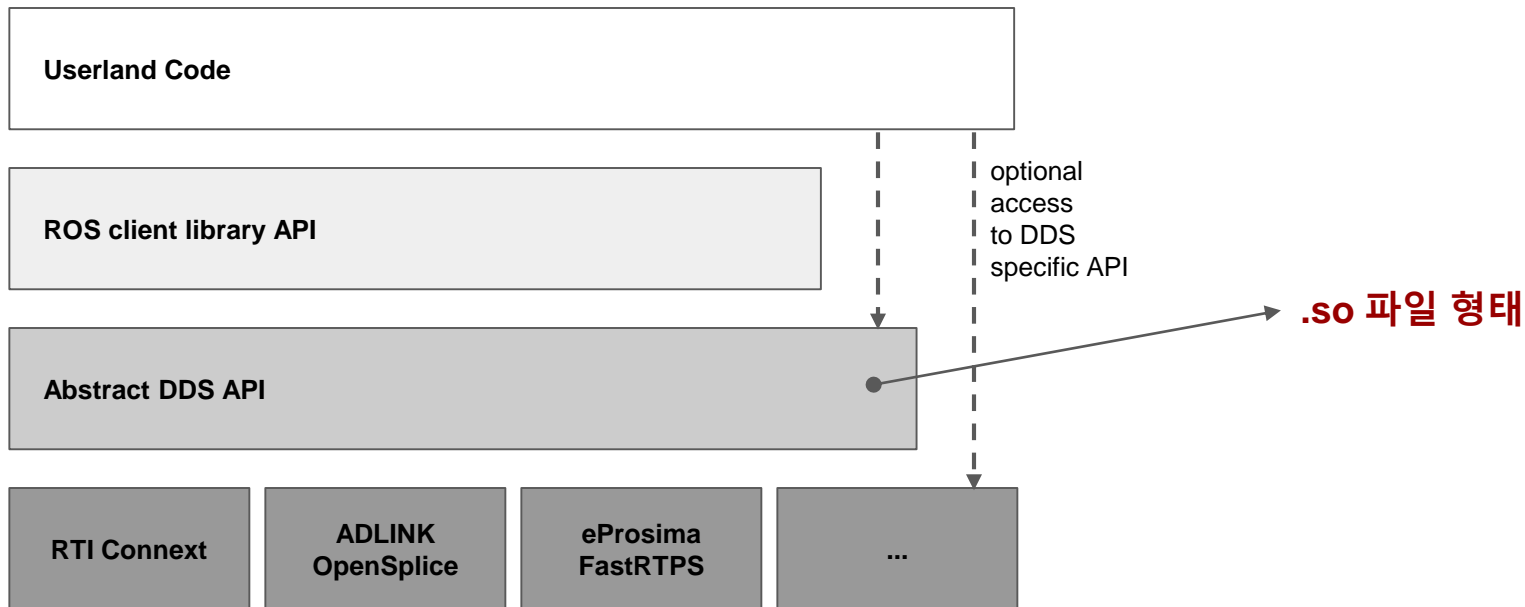 Userland Code
optional
access
to DDS
specific API
ROS client library API
.so 파일 형태
Abstract DDS API
RTI Connext
ADLINK
OpenSplice
eProsima
FastRTPS
...